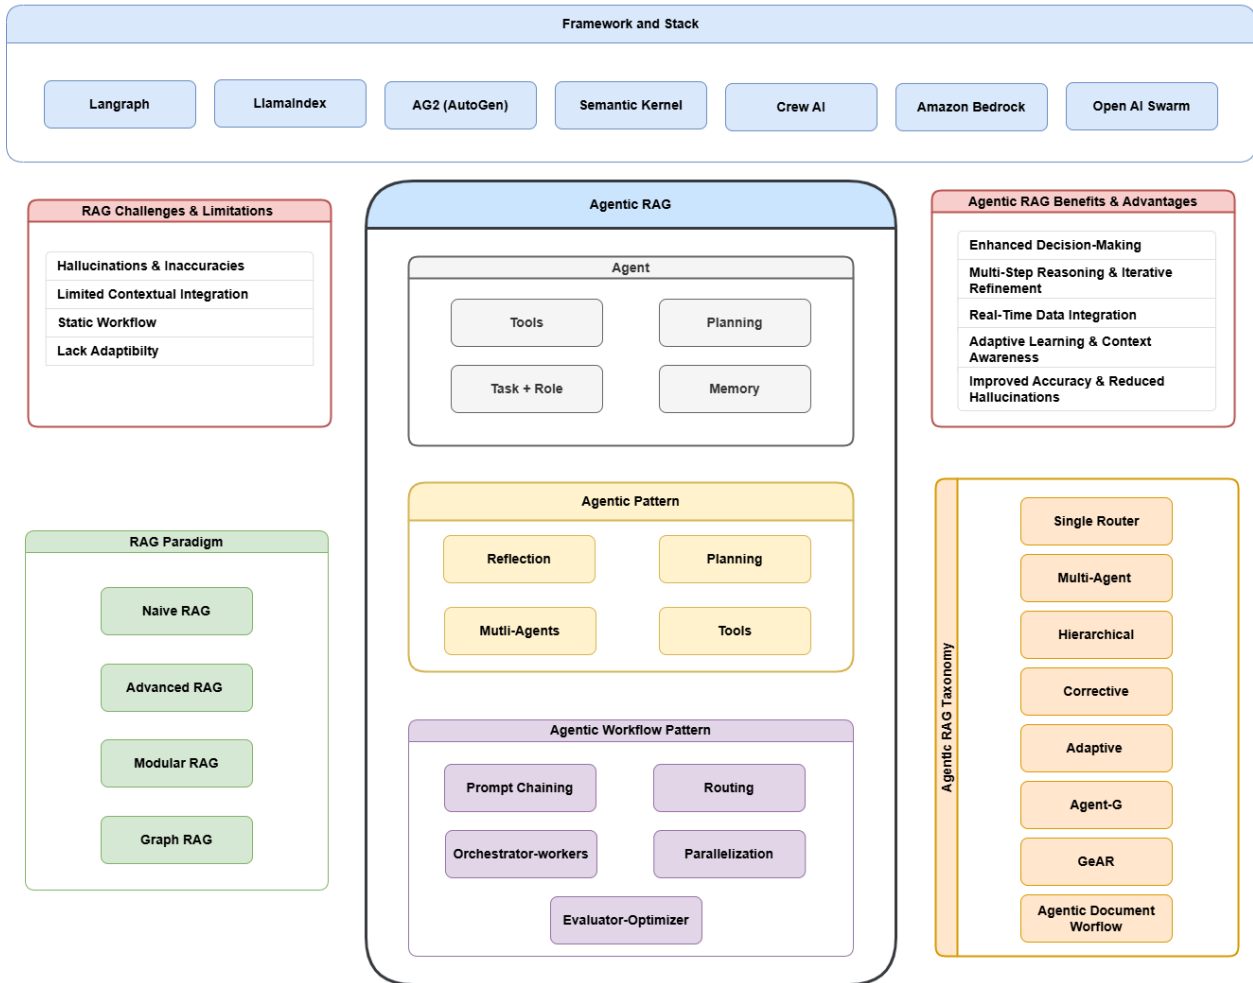 Framework and Stack
Langraph
LlamaIndex
AG2 (AutoGen)
Semantic Kernel
Crew AI
Amazon Bedrock
Open AI Swarm
RAG Challenges & Limitations
Hallucinations & Inaccuracies
Limited Contextual Integration
Static Workflow
Lack Adaptibilty
RAG Paradigm
Naive RAG
Advanced RAG
Modular RAG
Graph RAG
Agentic RAG
Agent
Tools
Planning
Task + Role
Memory
Agentic Pattern
Reflection
Planning
Mutli-Agents
Tools
Agentic Workflow Pattern
Prompt Chaining
Routing
Orchestrator-workers
Parallelization
Evaluator-Optimizer
Agentic RAG Benefits & Advantages
Enhanced Decision-Making
Multi-Step Reasoning & Iterative
Refinement
Real-Time Data Integration
Adaptive Learning & Context
Awareness
Improved Accuracy & Reduced
Hallucinations
Agentic RAG Taxonomy
Single Router
Multi-Agent
Hierarchical
Corrective
Adaptive
Agent-G
GeAR
Agentic Document
Worflow